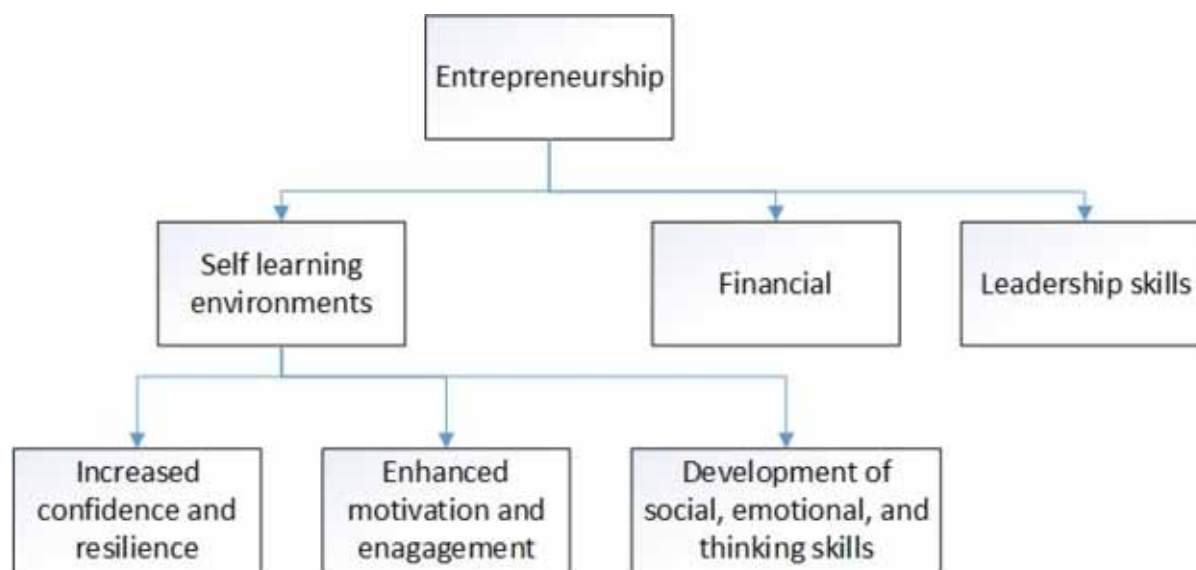 Entrepreneurship
Self learning
environments
Financial
Leadership skills
Increased
confidence and
resilience
Enhanced
motivation and
enagagement
Development of
social, emotional, and
thinking skills